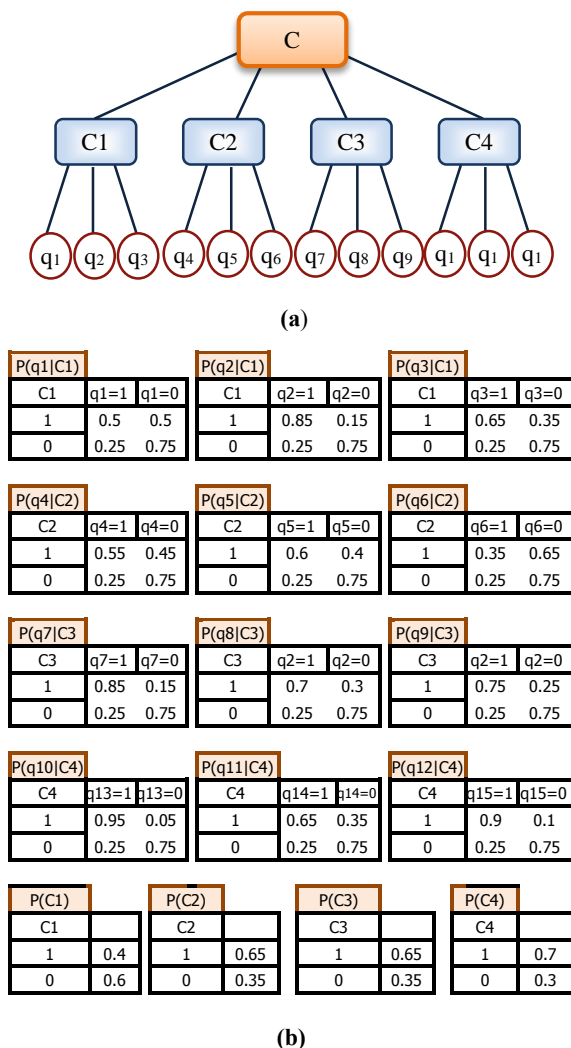 C
C1 C2 C3 C4
q1 q2 q3 q4 q5 q6 q7 q8 q9 q1 q1 q1
(a)
P(q1|C1) P(q2|C1) P(q3|C1)
C1 q1=1 q1=0 C1 q2=1 q2=0 C1 q3=1 q3=0
1 0.5 0.5 1 0.85 0.15 1 0.65 0.35
0 0.25 0.75 0 0.25 0.75 0 0.25 0.75
P(q4|C2) P(q5|C2) P(q6|C2)
C2 q4=1 q4=0 C2 q5=1 q5=0 C2 q6=1 q6=0
1 0.55 0.45 1 0.6 0.4 1 0.35 0.65
0 0.25 0.75 0 0.25 0.75 0 0.25 0.75
P(q7|C3 P(q8|C3) P(q9|C3)
C3 q7=1 q7=0 C3 q2=1 q2=0 C3 q2=1 q2=0
1 0.85 0.15 1 0.7 0.3 1 0.75 0.25
0 0.25 0.75 0 0.25 0.75 0 0.25 0.75
P(q10|C4) P(q11|C4) P(q12|C4)
C4 q13=1 q13=0 C4 q14=1 q14=0 C4 q15=1 q15=0
1 0.95 0.05 1 0.65 0.35 1 0.9 0.1
0 0.25 0.75 0 0.25 0.75 0 0.25 0.75
P(C1) P(C2) P(C3) P(C4)
C1 C2 C3 C4
1 0.4 1 0.65 1 0.65 1 0.7
0 0.6 0 0.35 0 0.35 0 0.3
(b)